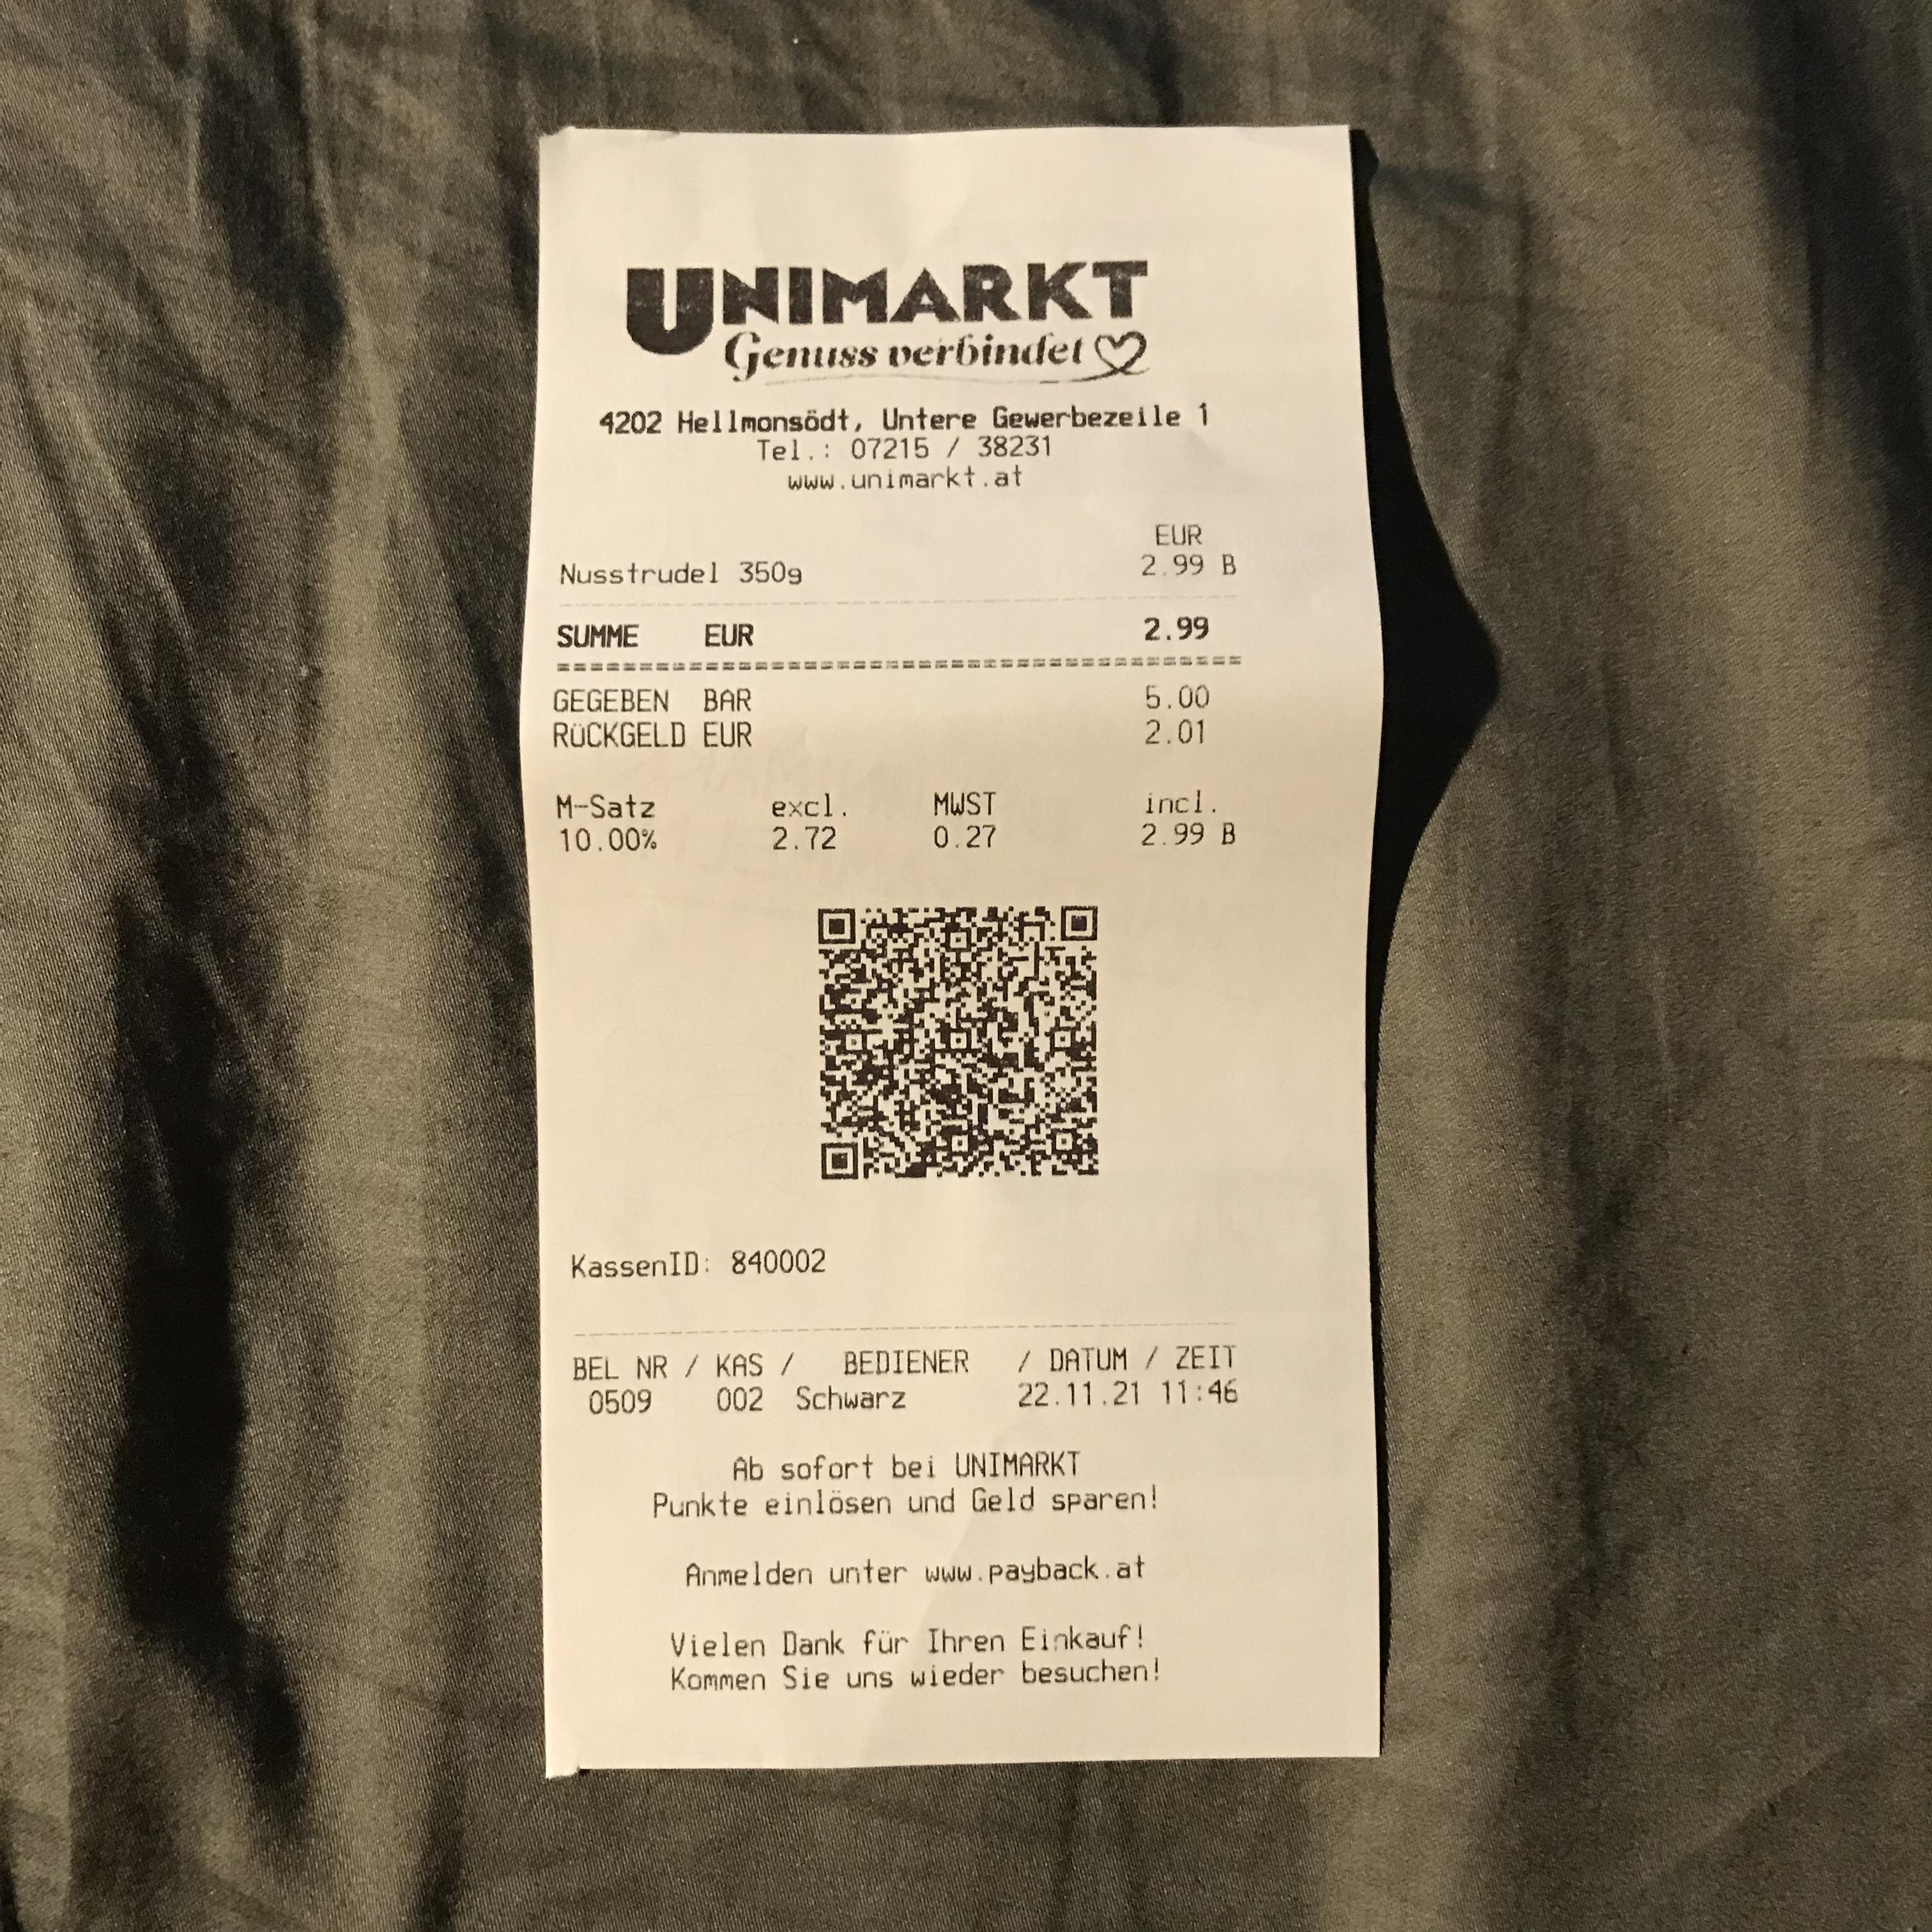 UNIMARKT
Genuss verbindet
4202 Hellmonsödt, Untere Gewerbezeile 1
Tel.: 07215 / 38231
www.unimarkt.at
EUR
Nusstrudel 350g 2.99 B
SUMME EUR 2.99
GEGEBEN BAR 5.00
RÜCKGELD EUR 2.01
M-Satz excl. MWST incl.
10.00% 2.72 0.27 2.99 B
KassenID: 840002
BEL NR / KAS / BEDIENER / DATUM / ZEIT
0509 002 Schwarz 22.11.21 11:46
Ab sofort bei UNIMARKT
Punkte einlösen und Geld sparen!
Anmelden unter www.payback.at
Vielen Dank für Ihren Einkauf!
Kommen Sie uns wieder besuchen!